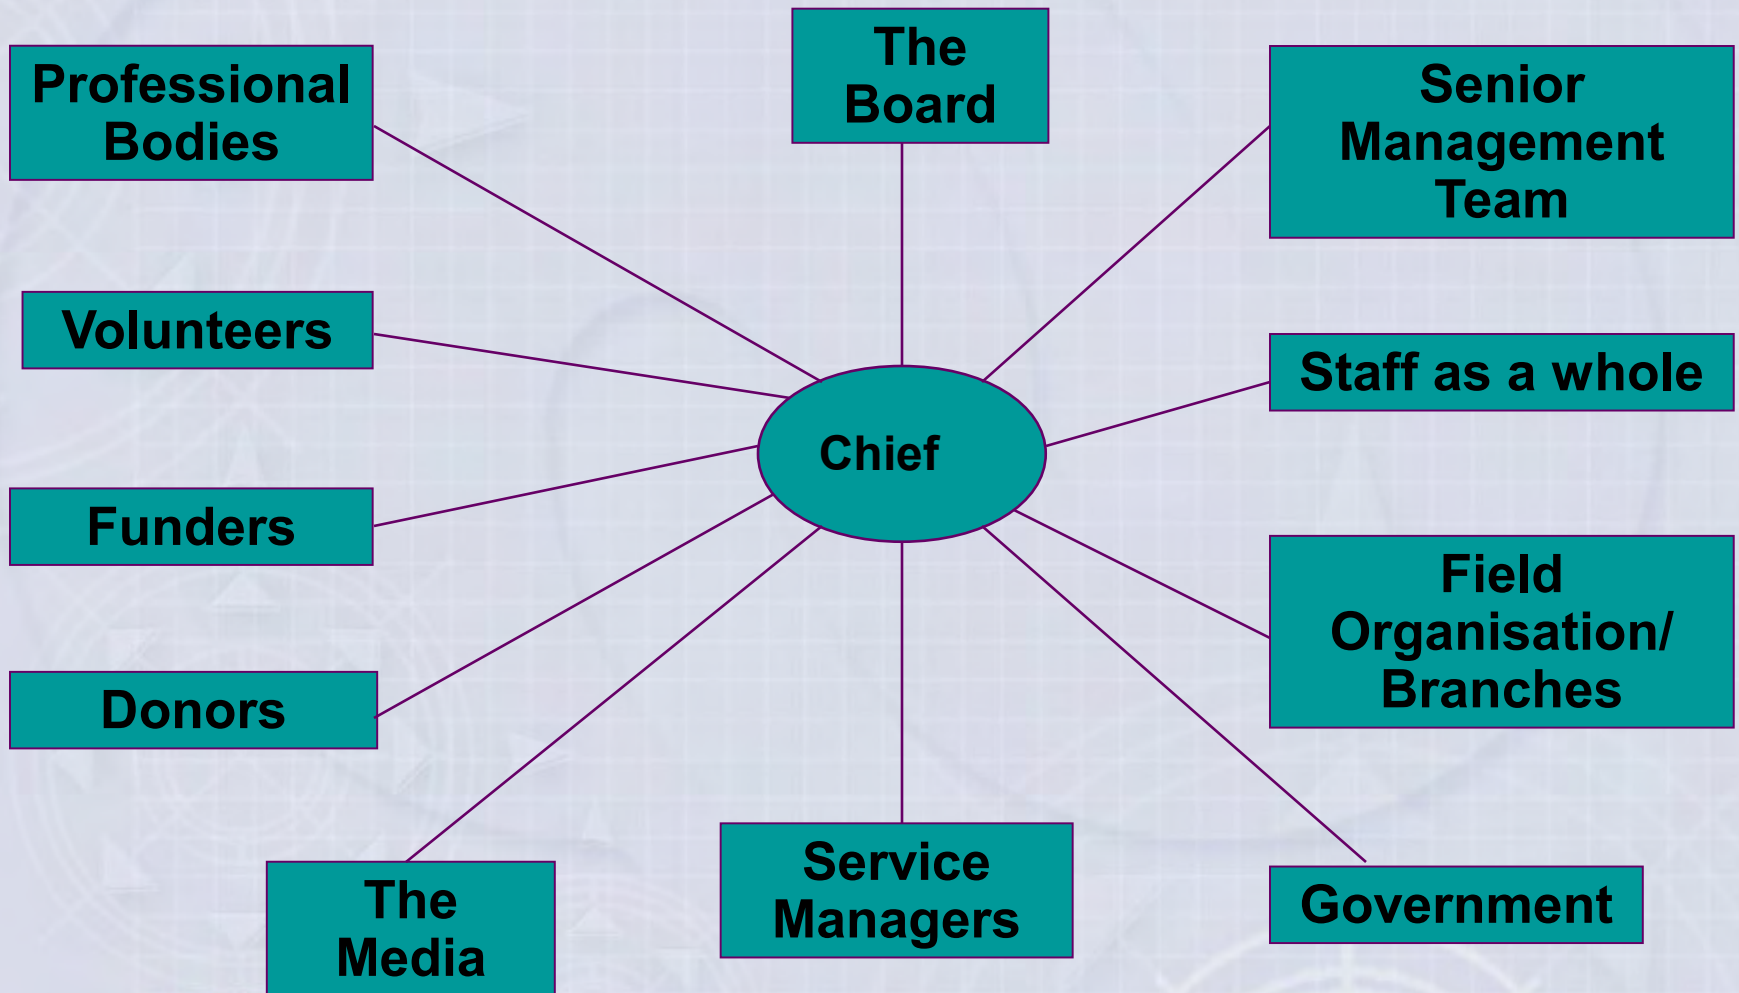 The
Board
Professional
Bodies
Senior
Management
Team
Volunteers
Staff as a whole
Chief
Funders
Field
Organisation/
Branches
Donors
Service
Managers
The
Media
Government